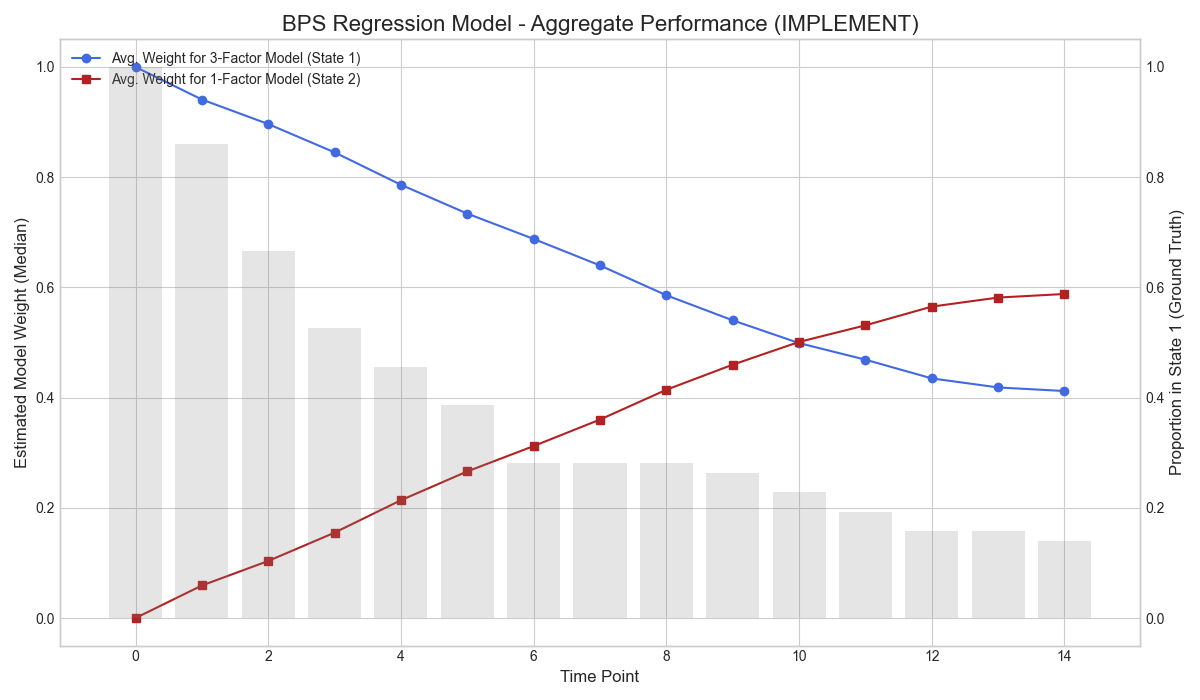 BPS Regression Model - Aggregate Performance (IMPLEMENT)
Avg. Weight for 3-Factor Model (State 1)
Avg. Weight for 1-Factor Model (State 2)
Estimated Model Weight (Median)
1.0
0.8
0.6
0.4
0.2
0.0
1.0
0.8
0.6
0.4
0.2
0.0
Proportion in State 1 (Ground Truth)
0 2 4 6 8 10 12 14
Time Point